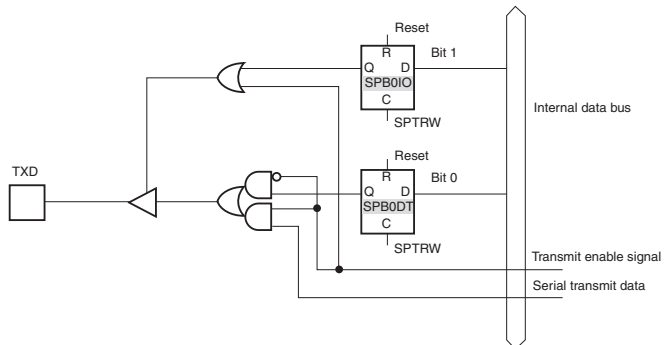 Reset
Bit 1
R
Q D
SPB0IO
C
SPTRW
Internal data bus
Reset
TXD
Bit 0
R
Q D
SPB0DT
C
SPTRW
Transmit enable signal
Serial transmit data